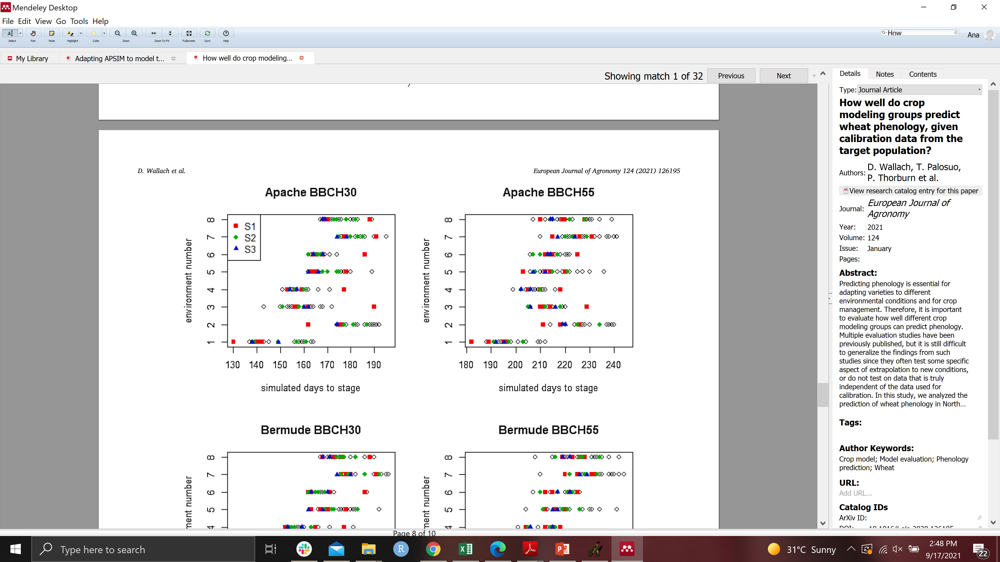 Mendeley Desktop
File Edit View Go Tools Help
Select Pan Note Highlight Color Zoom Zoom To Fit Fullscreen Sync Help
How
Ana
My Library
Adapting APSIM to model t...
How well do crop modeling...
Showing match 1 of 32 Previous Next
D. Wallach et al.
European Journal of Agronomy 124 (2021) 126195
Apache BBCH30
8
7
6
5
4
3
2
1
environment number
S1
S2
S3
130 140 150 160 170 180 190
simulated days to stage
Apache BBCH55
8
7
6
5
4
3
2
1
environment number
180 190 200 210 220 230 240
simulated days to stage
Bermude BBCH30
8
7
6
5
4
ment number
Bermude BBCH55
8
7
6
5
4
ment number
Page 8 of 10
Details Notes Contents
Type: Journal Article
How well do crop
modeling groups predict
wheat phenology, given
calibration data from the
target population?
Authors: D. Wallach, T. Palosuo,
P. Thorburn et al.
View research catalog entry for this paper
Journal: European Journal of
Agronomy
Year: 2021
Volume: 124
Issue: January
Pages:
Abstract:
Predicting phenology is essential for
adapting varieties to different
environmental conditions and for crop
management. Therefore, it is important
to evaluate how well different crop
modeling groups can predict phenology.
Multiple evaluation studies have been
previously published, but it is still difficult
to generalize the findings from such
studies since they often test some specific
aspect of extrapolation to new conditions,
or do not test on data that is truly
independent of the data used for
calibration. In this study, we analyzed the
prediction of wheat phenology in North...
Tags:
Author Keywords:
Crop model; Model evaluation; Phenology
prediction; Wheat
URL:
Add URL...
Catalog IDs
ArXiv ID:
DOI: 10.1016/j.eja.2020.126195
Type here to search
31°C Sunny
2:48 PM
9/17/2021
22